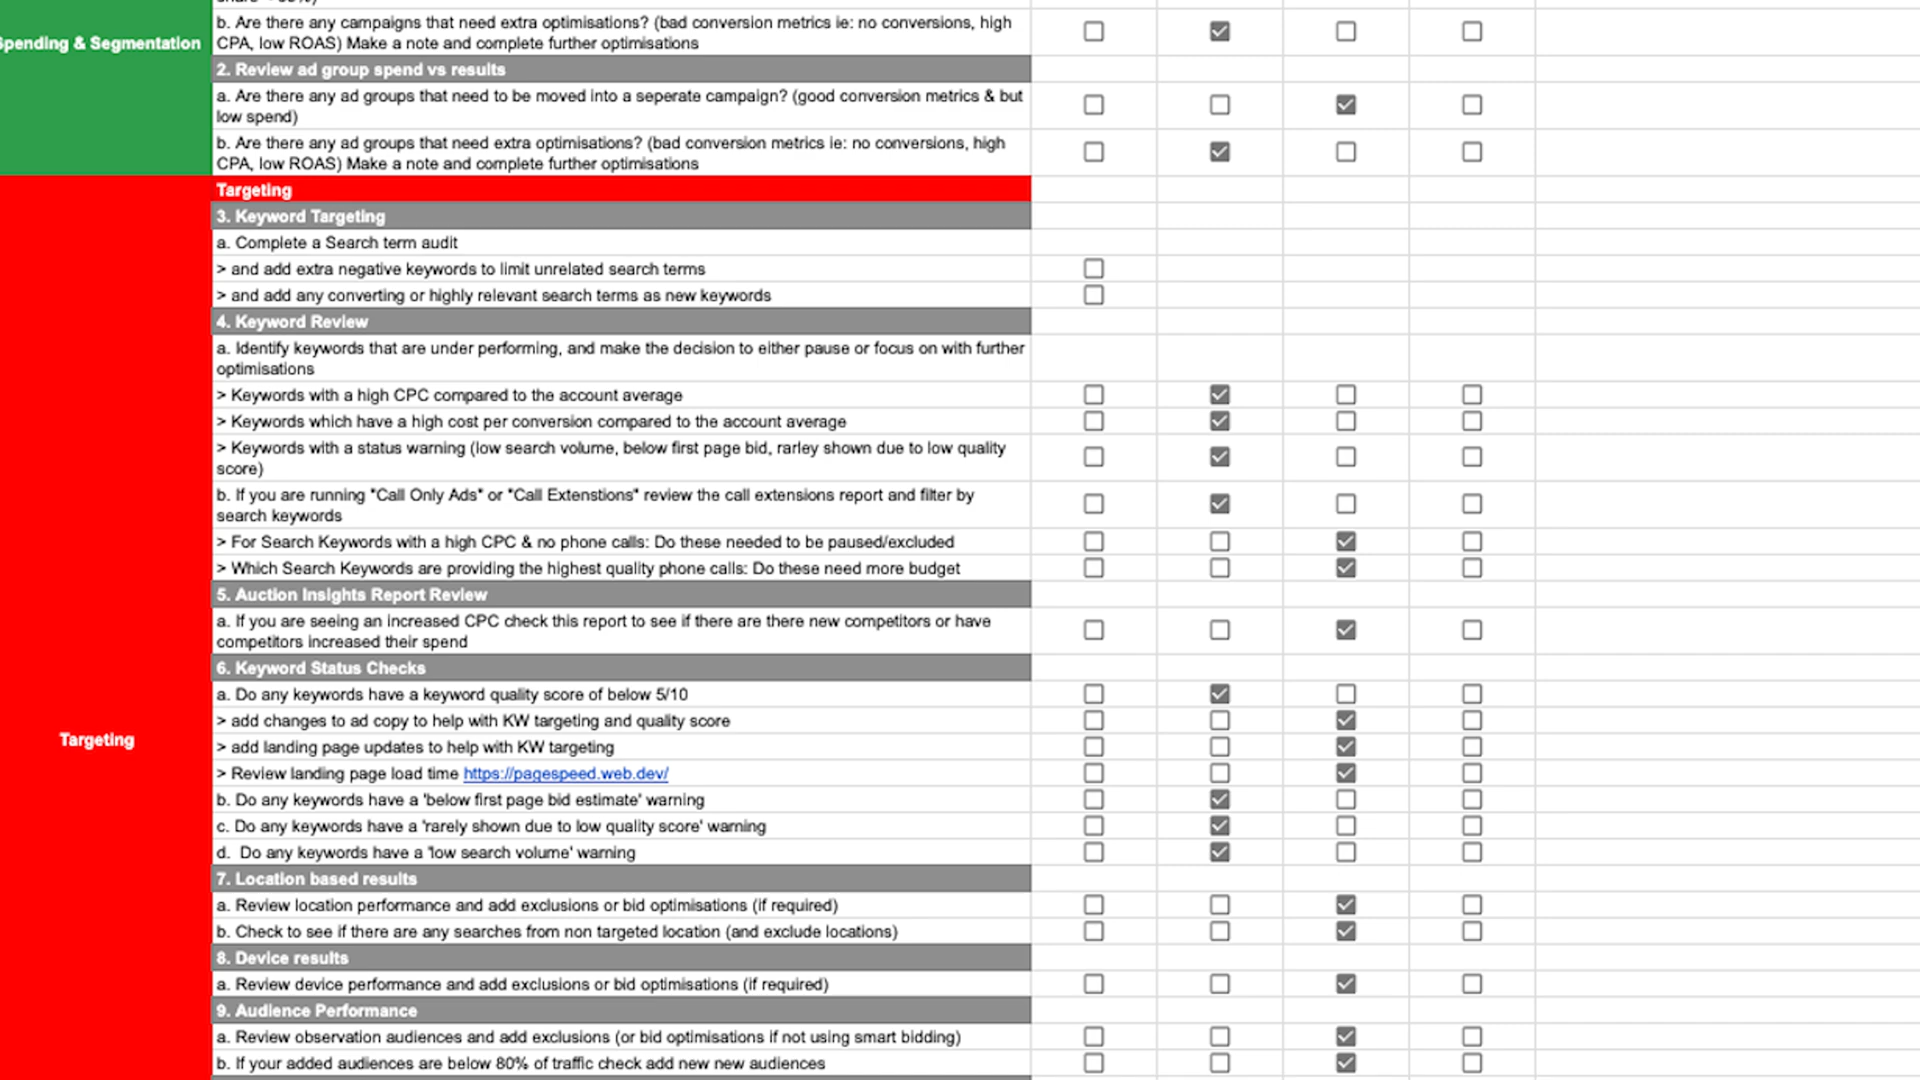 b. Are there any campaigns that need extra optimisations? (bad conversion metrics ie: no conversions, high
CPA, low ROAS) Make a note and complete further optimisations
Spending & Segmentation
2. Review ad group spend vs results
a. Are there any ad groups that need to be moved into a seperate campaign? (good conversion metrics & but
low spend)
b. Are there any ad groups that need extra optimisations? (bad conversion metrics ie: no conversions, high
CPA, low ROAS) Make a note and complete further optimisations
Targeting
3. Keyword Targeting
a. Complete a Search term audit
> and add extra negative keywords to limit unrelated search terms
> and add any converting or highly relevant search terms as new keywords
4. Keyword Review
a. Identify keywords that are under performing, and make the decision to either pause or focus on with further
optimisations
> Keywords with a high CPC compared to the account average
> Keywords which have a high cost per conversion compared to the account average
> Keywords with a status warning (low search volume, below first page bid, rarley shown due to low quality
score)
b. If you are running "Call Only Ads" or "Call Extenstions" review the call extensions report and filter by
search keywords
> For Search Keywords with a high CPC & no phone calls: Do these needed to be paused/excluded
> Which Search Keywords are providing the highest quality phone calls: Do these need more budget
5. Auction Insights Report Review
a. If you are seeing an increased CPC check this report to see if there are there new competitors or have
competitors increased their spend
6. Keyword Status Checks
a. Do any keywords have a keyword quality score of below 5/10
> add changes to ad copy to help with KW targeting and quality score
Targeting
> add landing page updates to help with KW targeting
> Review landing page load time https://pagespeed.web.dev/
b. Do any keywords have a 'below first page bid estimate' warning
c. Do any keywords have a 'rarely shown due to low quality score' warning
d. Do any keywords have a 'low search volume' warning
7. Location based results
a. Review location performance and add exclusions or bid optimisations (if required)
b. Check to see if there are any searches from non targeted location (and exclude locations)
8. Device results
a. Review device performance and add exclusions or bid optimisations (if required)
9. Audience Performance
a. Review observation audiences and add exclusions (or bid optimisations if not using smart bidding)
b. If your added audiences are below 80% of traffic check add new new audiences